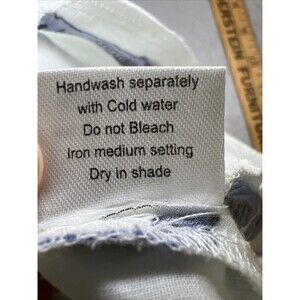 Handwash separately
with Cold water
Do not Bleach
Iron medium setting
Dry in shade